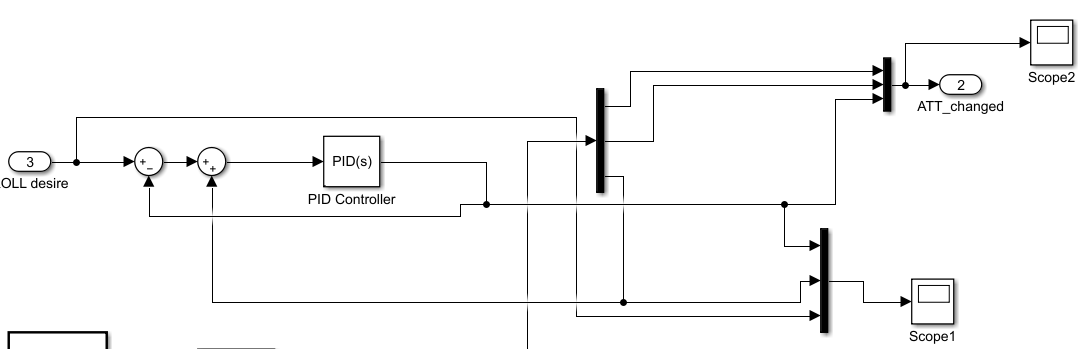 Scope2
2
ATT_changed
3
OLL desire
+
−
+
+
PID(s)
PID Controller
Scope1